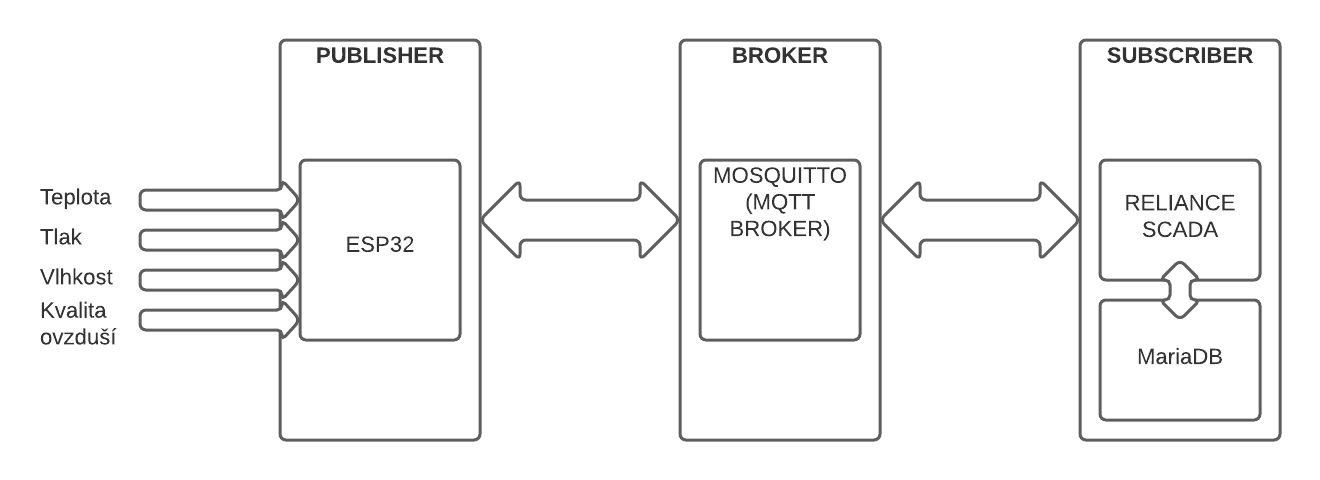 PUBLISHER
BROKER
SUBSCRIBER
Teplota
Tlak
Vlhkost
Kvalita
ovzduší
ESP32
MOSQUITTO
(MQTT
BROKER)
RELIANCE
SCADA
MariaDB